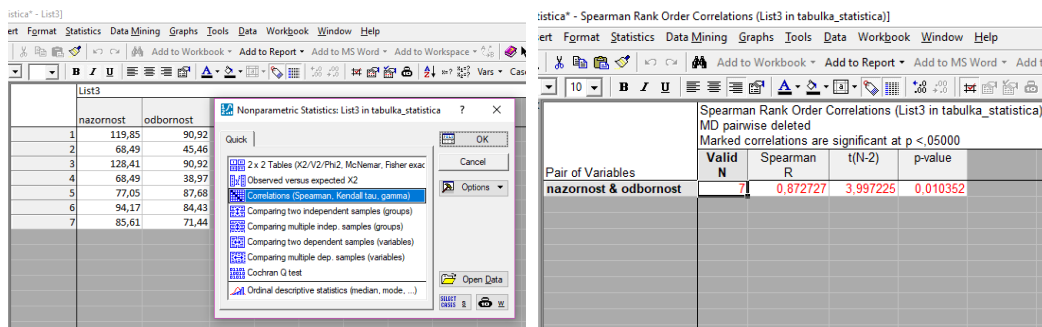 istica* - List3]
ert Format Statistics Data Mining Graphs Tools Data Workbook Window Help
Add to Workbook Add to Report Add to MS Word Add to Workspace
B I U Vars Cas
List3
nazornost odbornost
1 119,85 90,92
2 68,49 45,46
3 128,41 90,92
4 68,49 38,97
5 77,05 87,68
6 94,17 84,43
7 85,61 71,44
Nonparametric Statistics: List3 in tabulka_statistica ? ×
Quick
2 x 2 Tables (X2/V2/Phi2, McNemar, Fisher exac
Observed versus expected X2
Correlations (Spearman, Kendall tau, gamma)
Comparing two independent samples (groups)
Comparing multiple indep. samples (groups)
Comparing two dependent samples (variables)
Comparing multiple dep. samples (variables)
Cochran Q test
Ordinal descriptive statistics (median, mode, ...)
OK
Cancel
Options
Open Data
SELECT CASES S W
tistica* - Spearman Rank Order Correlations (List3 in tabulka_statistica)]
sert Format Statistics Data Mining Graphs Tools Data Workbook Window Help
Add to Workbook Add to Report Add to MS Word Add t
10 B I U
Spearman Rank Order Correlations (List3 in tabulka_statistica)
MD pairwise deleted
Marked correlations are significant at p <,05000
Pair of Variables Valid N Spearman R t(N-2) p-value
nazornost & odbornost 7 0,872727 3,997225 0,010352